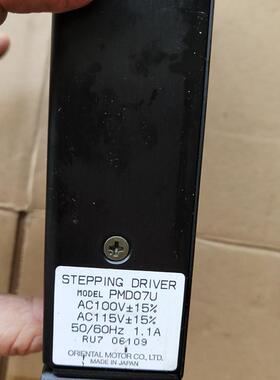 STEPPING DRIVER
MODEL PMD07U
AC100V±15%
AC115V±15%
50/60Hz 1.1A
RU7 06109
ORIENTAL MOTOR CO.,LTD.
MADE IN JAPAN